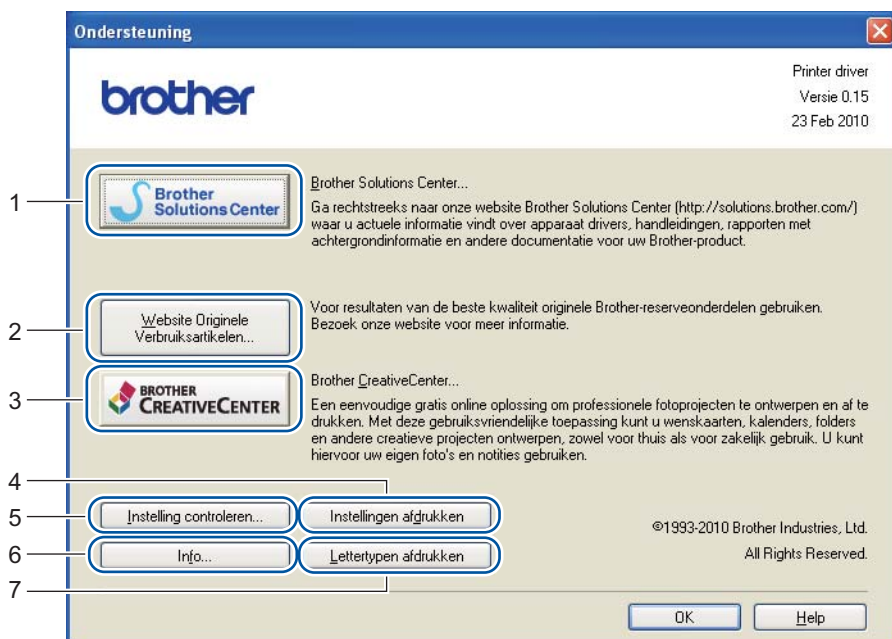 Ondersteuning
brother
Printer driver
Versie 0.15
23 Feb 2010
1
Brother
Solutions Center
Brother Solutions Center...
Ga rechtstreeks naar onze website Brother Solutions Center (http://solutions.brother.com/)
waar u actuele informatie vindt over apparaat drivers, handleidingen, rapporten met
achtergrondinformatie en andere documentatie voor uw Brother-product.
2
Website Originele
Verbruiksartikelen...
Voor resultaten van de beste kwaliteit originele Brother-reserveonderdelen gebruiken.
Bezoek onze website voor meer informatie.
3
BROTHER
CREATIVECENTER
Brother CreativeCenter...
Een eenvoudige gratis online oplossing om professionele fotoprojecten te ontwerpen en af te
drukken. Met deze gebruiksvriendelijke toepassing kunt u wenskaarten, kalenders, folders
en andere creatieve projecten ontwerpen, zowel voor thuis als voor zakelijk gebruik. U kunt
hiervoor uw eigen foto's en notities gebruiken.
4
5
Instelling controleren...
Instellingen afdrukken
©1993-2010 Brother Industries, Ltd.
6
Info...
Lettertypen afdrukken
All Rights Reserved.
7
OK
Help